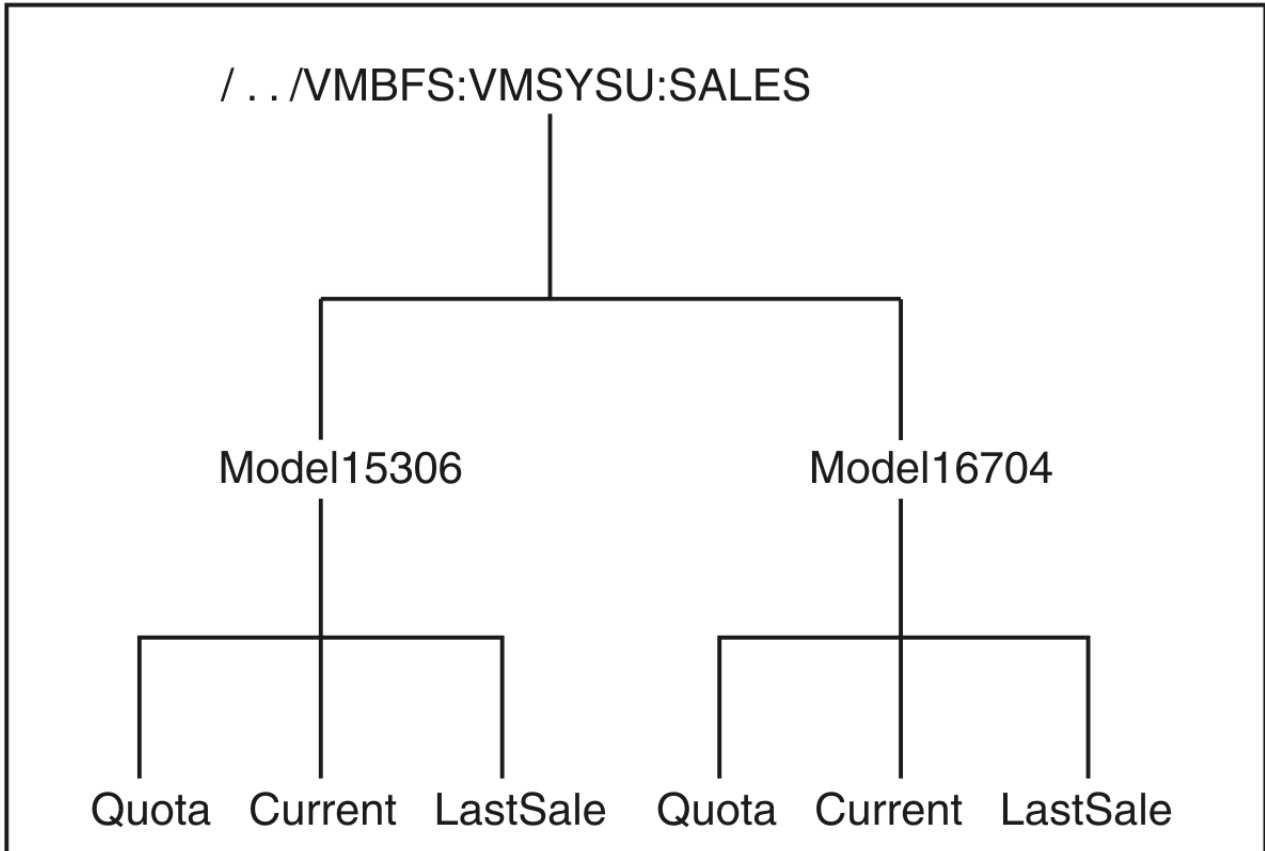 / . . /VMBFS:VMSYSU:SALES
Model15306 Model16704
Quota Current LastSale Quota Current LastSale